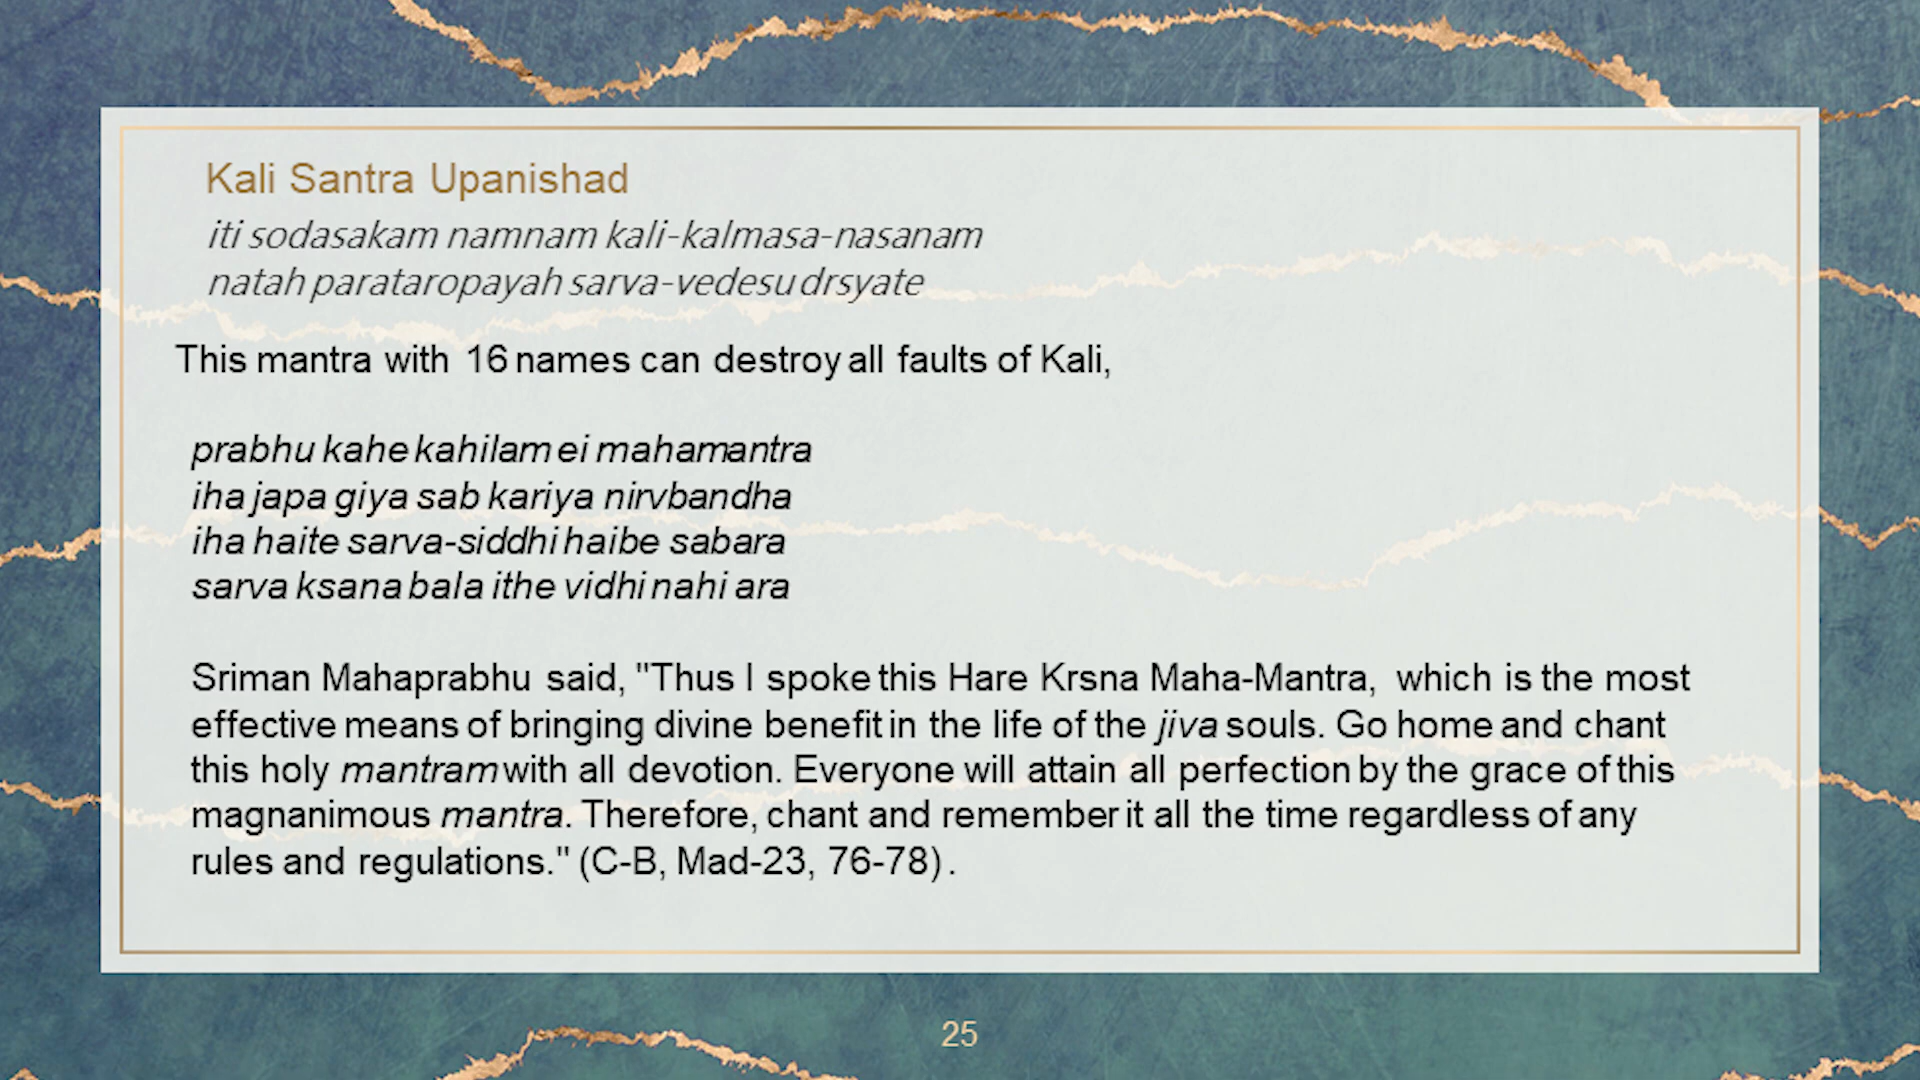 Kali Santra Upanishad
iti sodasakam namnam kali-kalmasa-nasanam
natah parataropayah sarva-vedesu drsyate
This mantra with 16 names can destroy all faults of Kali,
prabhu kahe kahilam ei mahamantra
iha japa giya sab kariya nirvbandha
iha haite sarva-siddhi haibe sabara
sarva ksana bala ithe vidhi nahi ara
Sriman Mahaprabhu said, "Thus I spoke this Hare Krsna Maha-Mantra, which is the most
effective means of bringing divine benefit in the life of the jiva souls. Go home and chant
this holy mantram with all devotion. Everyone will attain all perfection by the grace of this
magnanimous mantra. Therefore, chant and remember it all the time regardless of any
rules and regulations." (C-B, Mad-23, 76-78) .
25